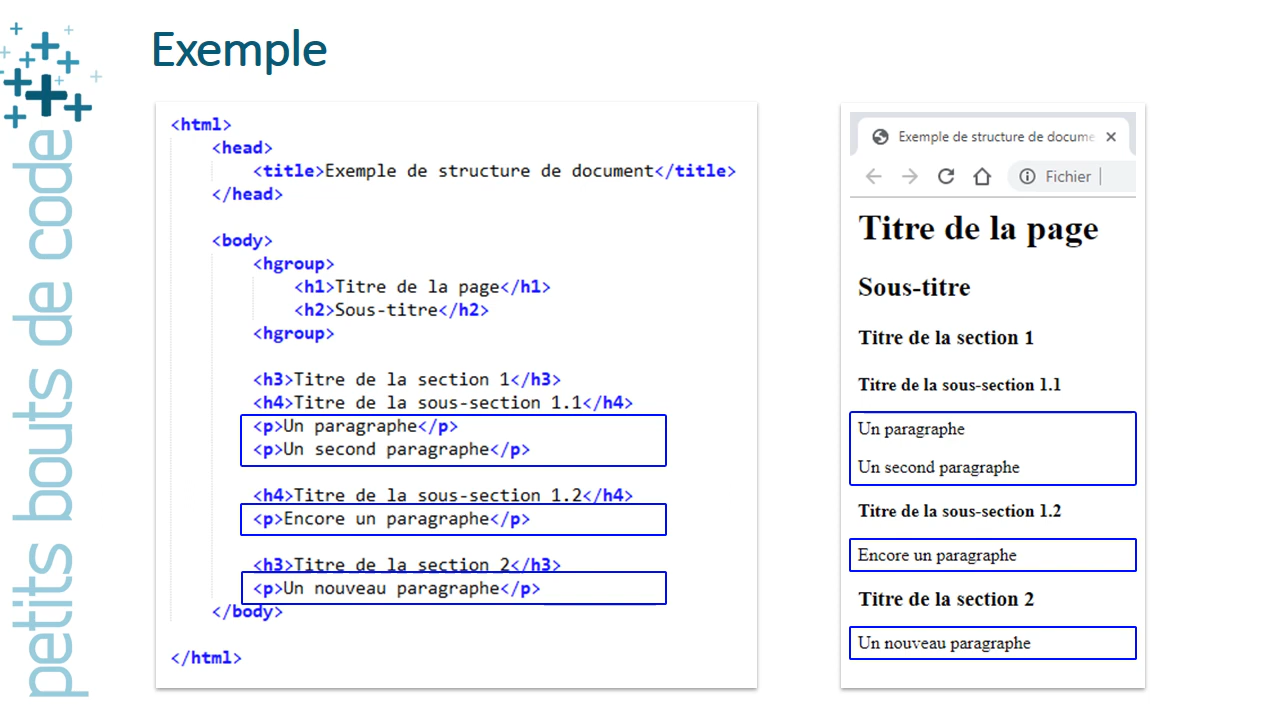 petits bouts de code
Exemple
<html>
<head>
<title>Exemple de structure de document</title>
</head>
<body>
<hgroup>
<h1>Titre de la page</h1>
<h2>Sous-titre</h2>
<hgroup>
<h3>Titre de la section 1</h3>
<h4>Titre de la sous-section 1.1</h4>
<p>Un paragraphe</p>
<p>Un second paragraphe</p>
<h4>Titre de la sous-section 1.2</h4>
<p>Encore un paragraphe</p>
<h3>Titre de la section 2</h3>
<p>Un nouveau paragraphe</p>
</body>
</html>
Exemple de structure de docume
Fichier
Titre de la page
Sous-titre
Titre de la section 1
Titre de la sous-section 1.1
Un paragraphe
Un second paragraphe
Titre de la sous-section 1.2
Encore un paragraphe
Titre de la section 2
Un nouveau paragraphe